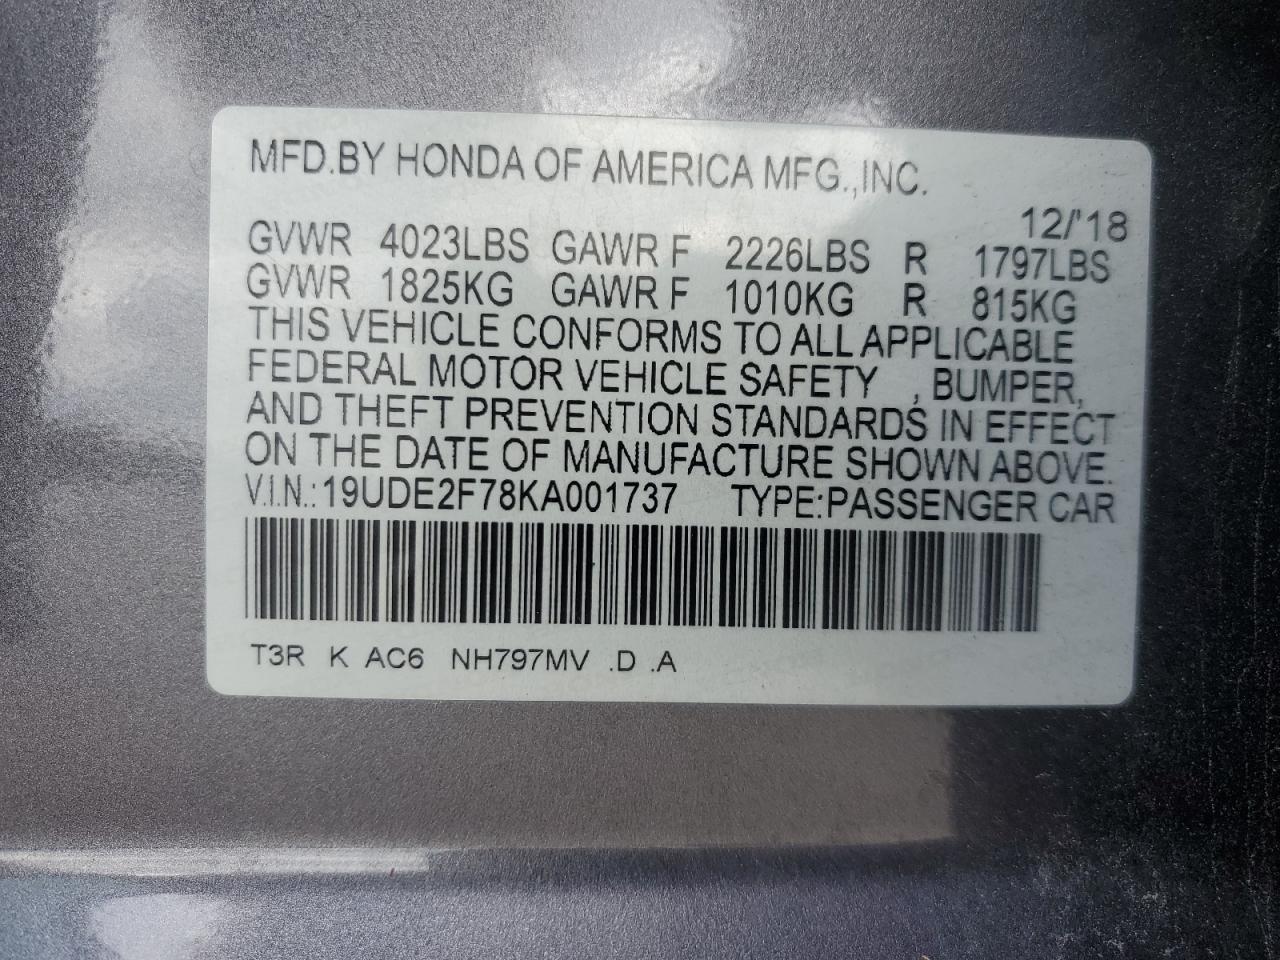 MFD.BY HONDA OF AMERICA MFG.,INC.
12/'18
GVWR 4023LBS GAWR F 2226LBS R 1797LBS
GVWR 1825KG GAWR F 1010KG R 815KG
THIS VEHICLE CONFORMS TO ALL APPLICABLE
FEDERAL MOTOR VEHICLE SAFETY , BUMPER,
AND THEFT PREVENTION STANDARDS IN EFFECT
ON THE DATE OF MANUFACTURE SHOWN ABOVE.
V.I.N.:19UDE2F78KA001737 TYPE:PASSENGER CAR
T3R K AC6 NH797MV .D .A